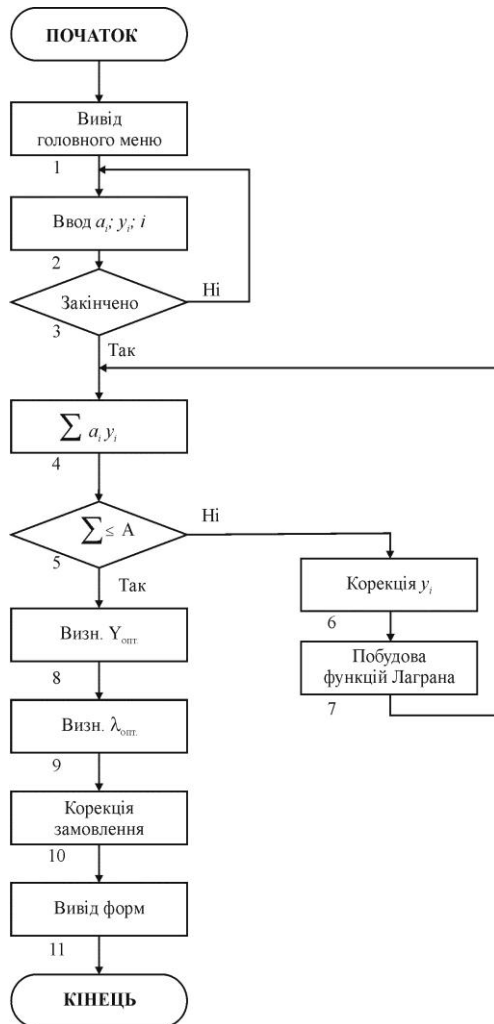 ПОЧАТОК
Вивід
головного меню
1
Ввод aᵢ; yᵢ; i
2
Закінчено
Ні
3
Так
∑ aᵢ yᵢ
4
∑ ≤ А
Ні
5
Так
Корекція yᵢ
6
Побудова
функцій Лаграна
7
Визн. Yопт.
8
Визн. λопт.
9
Корекція
замовлення
10
Вивід форм
11
КІНЕЦЬ